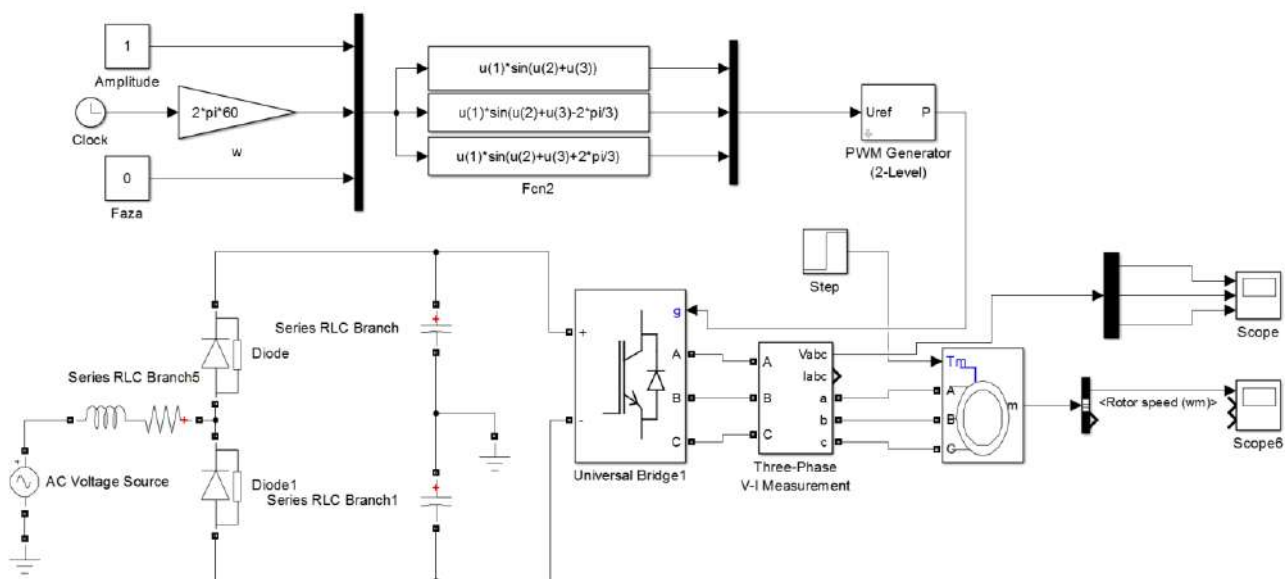 1
Amplitude
Clock
2*pi*60
w
0
Faza
u(1)*sin(u(2)+u(3))
u(1)*sin(u(2)+u(3)-2*pi/3)
u(1)*sin(u(2)+u(3)+2*pi/3)
Fcn2
Uref
P
PWM Generator
(2-Level)
Step
Scope
Series RLC Branch
Diode
Series RLC Branch5
+
AC Voltage Source
+
Diode1
Series RLC Branch1
+
+
+
-
g
A
B
C
Universal Bridge1
A
B
C
Vabc
Iabc
a
b
c
Three-Phase
V-I Measurement
Tm
A
B
C
m
<Rotor speed (wm)>
Scope6